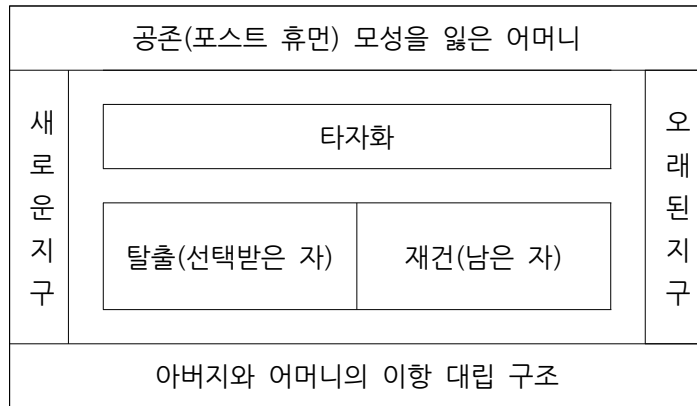 공존(포스트 휴먼) 모성을 잃은 어머니
새로운지구
타자화
탈출(선택받은 자)
재건(남은 자)
오래된지구
아버지와 어머니의 이항 대립 구조